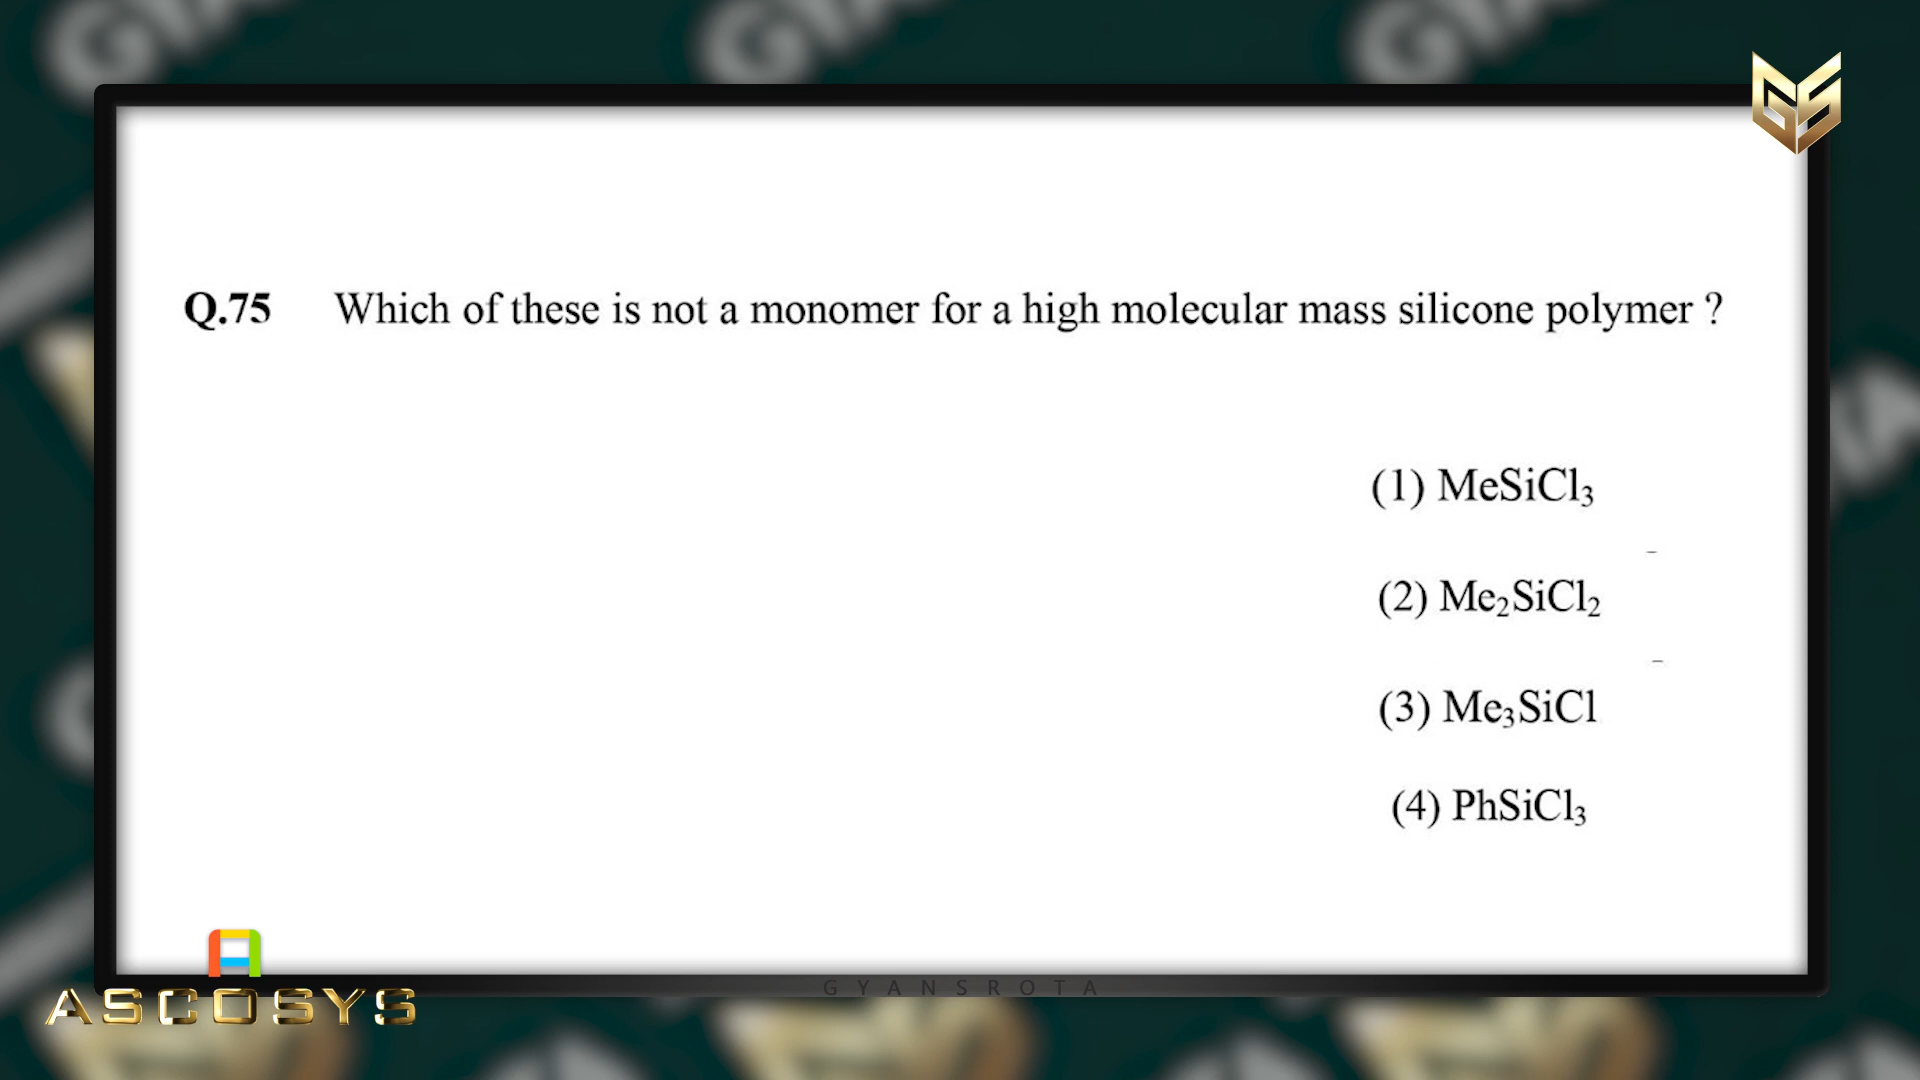 Q.75 Which of these is not a monomer for a high molecular mass silicone polymer ?
(1) MeSiCl₃
(2) Me₂SiCl₂
(3) Me₃SiCl
(4) PhSiCl₃
ASCOSYS
GYANSROTA
GS